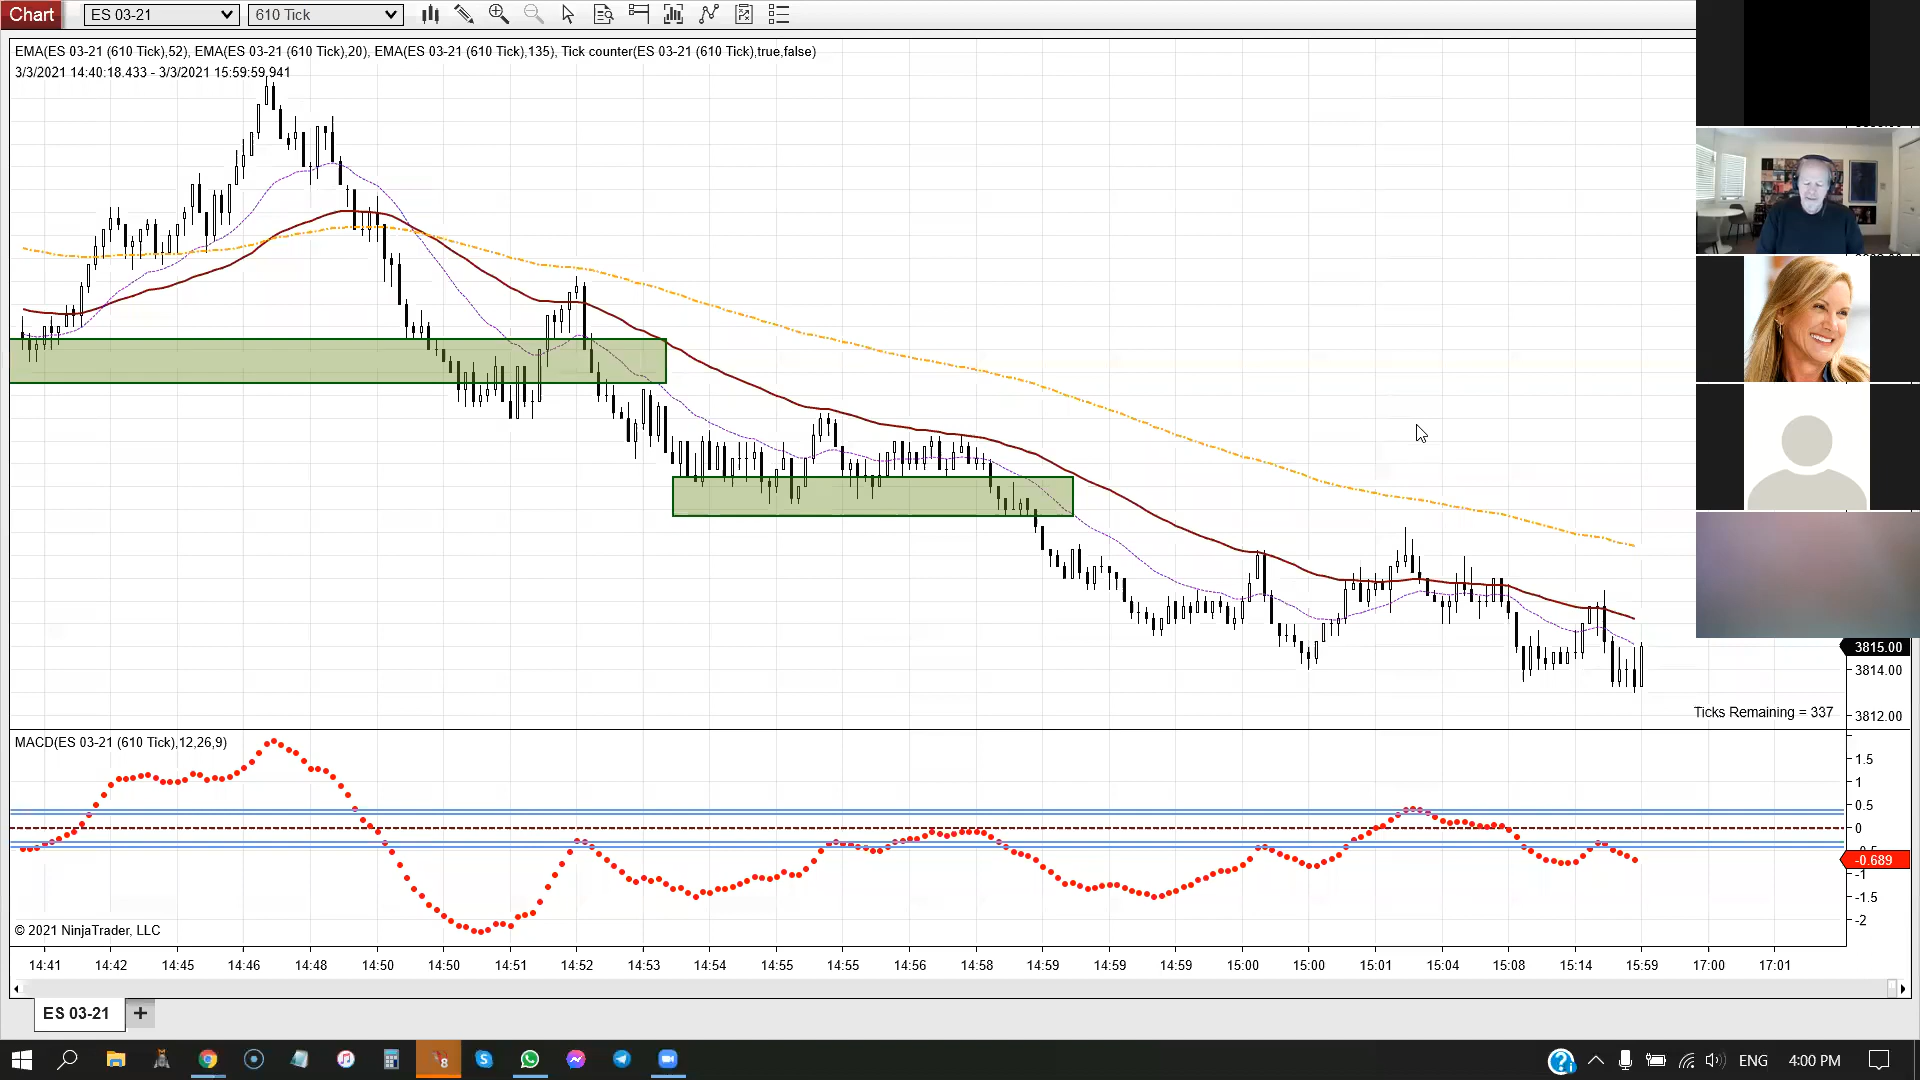 Chart
ES 03-21
610 Tick
EMA(ES 03-21 (610 Tick),52), EMA(ES 03-21 (610 Tick),20), EMA(ES 03-21 (610 Tick),135), Tick counter(ES 03-21 (610 Tick),true,false)
3/3/2021 14:40:18.433 - 3/3/2021 15:59:59.941
3815.00
3814.00
Ticks Remaining = 337
3812.00
MACD(ES 03-21 (610 Tick),12,26,9)
1.5
1
0.5
0
-0.689
-1
-1.5
-2
© 2021 NinjaTrader, LLC
14:41 14:42 14:45 14:46 14:48 14:50 14:50 14:51 14:52 14:53 14:54 14:55 14:55 14:56 14:58 14:59 14:59 14:59 15:00 15:00 15:01 15:04 15:08 15:14 15:59 17:00 17:01
ES 03-21
+
8
ENG
4:00 PM